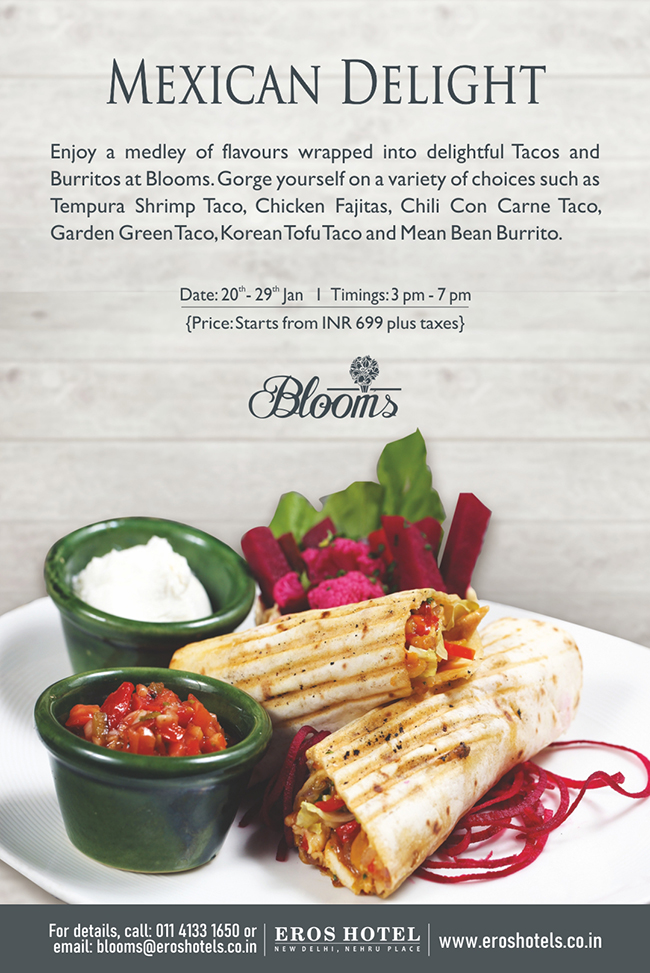 MEXICAN DELIGHT
Enjoy a medley of flavours wrapped into delightful Tacos and
Burritos at Blooms. Gorge yourself on a variety of choices such as
Tempura Shrimp Taco, Chicken Fajitas, Chili Con Carne Taco,
Garden Green Taco, Korean Tofu Taco and Mean Bean Burrito.
Date: 20th - 29th Jan | Timings: 3 pm - 7 pm
{Price: Starts from INR 699 plus taxes}
Blooms
For details, call: 011 4133 1650 or
email: blooms@eroshotels.co.in
EROS HOTEL
NEW DELHI, NEHRU PLACE
www.eroshotels.co.in